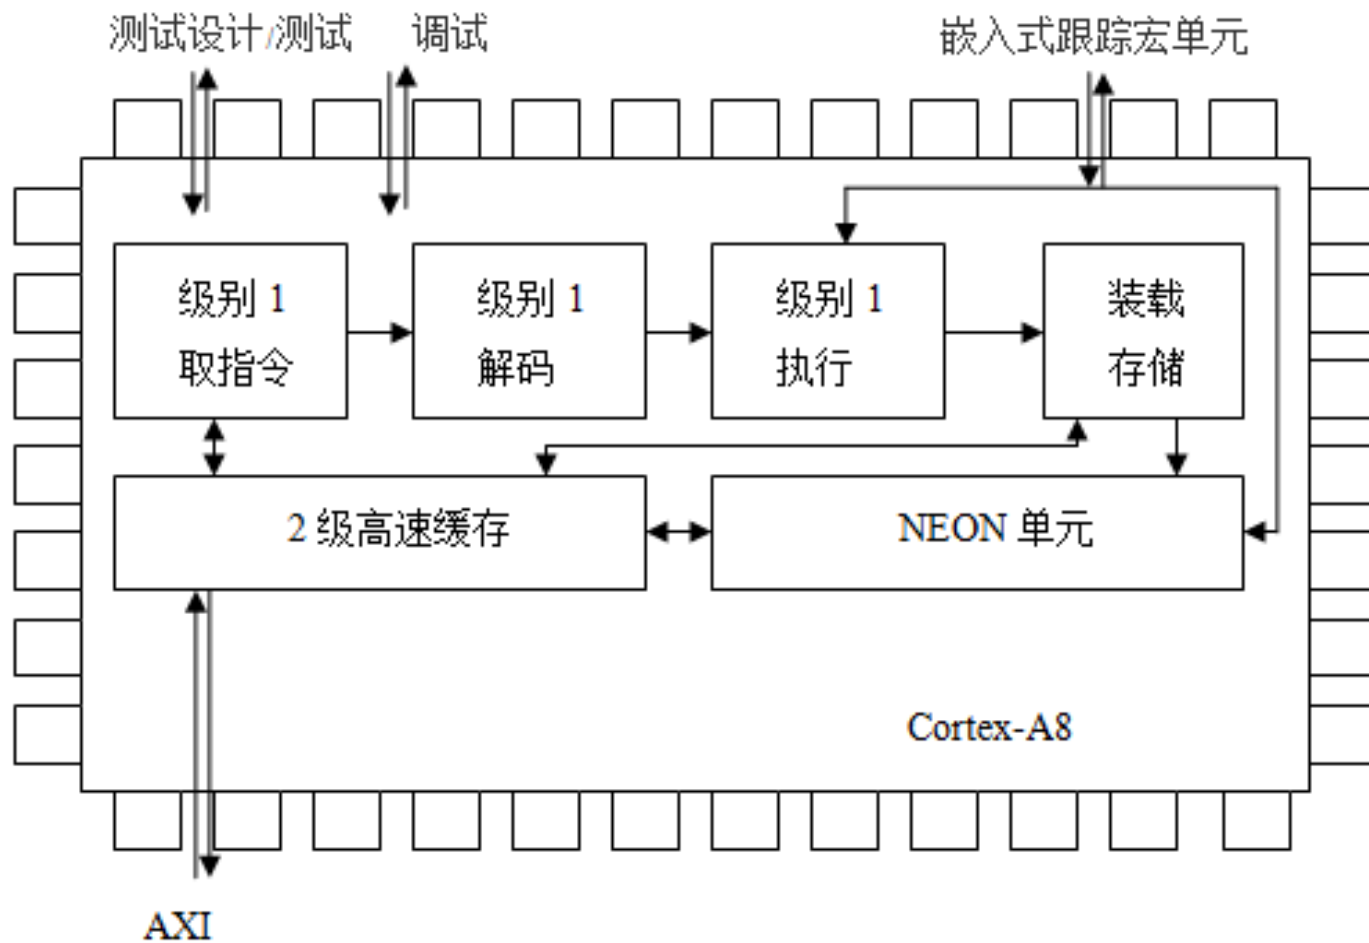 测试设计/测试
调试
嵌入式跟踪宏单元
级别 1
取指令
级别 1
解码
级别 1
执行
装载
存储
2 级高速缓存
NEON 单元
Cortex-A8
AXI